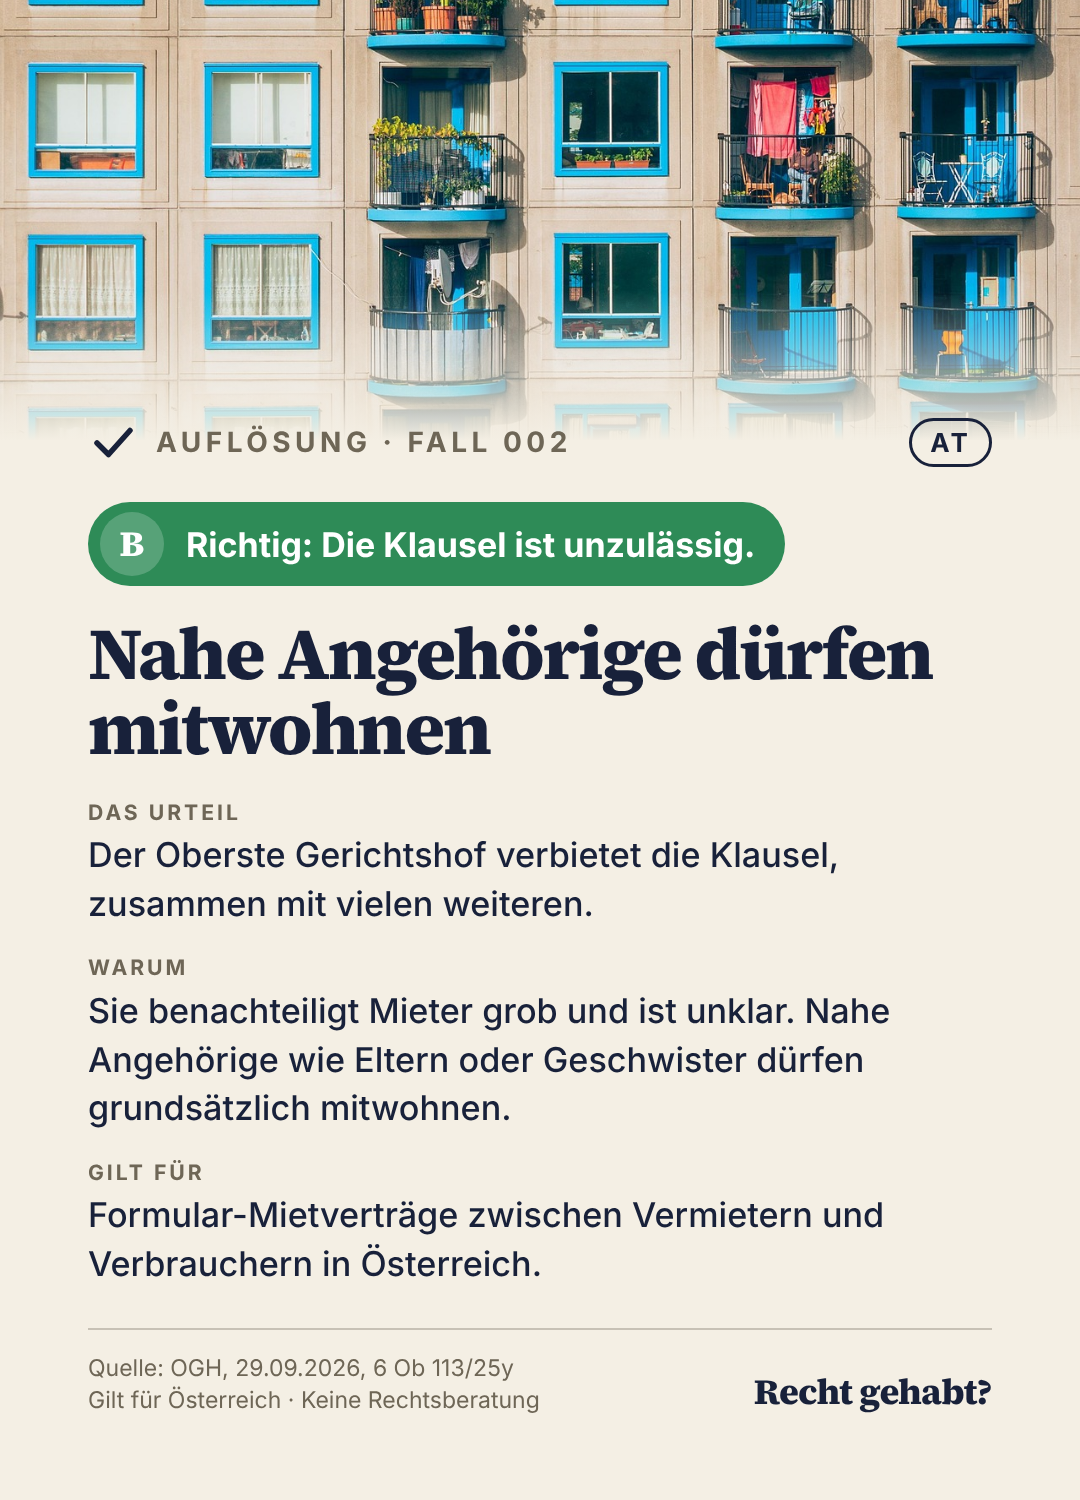 AUFLÖSUNG · FALL 002
AT
B Richtig: Die Klausel ist unzulässig.
Nahe Angehörige dürfen
mitwohnen
DAS URTEIL
Der Oberste Gerichtshof verbietet die Klausel,
zusammen mit vielen weiteren.
WARUM
Sie benachteiligt Mieter grob und ist unklar. Nahe
Angehörige wie Eltern oder Geschwister dürfen
grundsätzlich mitwohnen.
GILT FÜR
Formular-Mietverträge zwischen Vermietern und
Verbrauchern in Österreich.
Quelle: OGH, 29.09.2026, 6 Ob 113/25y
Gilt für Österreich · Keine Rechtsberatung
Recht gehabt?